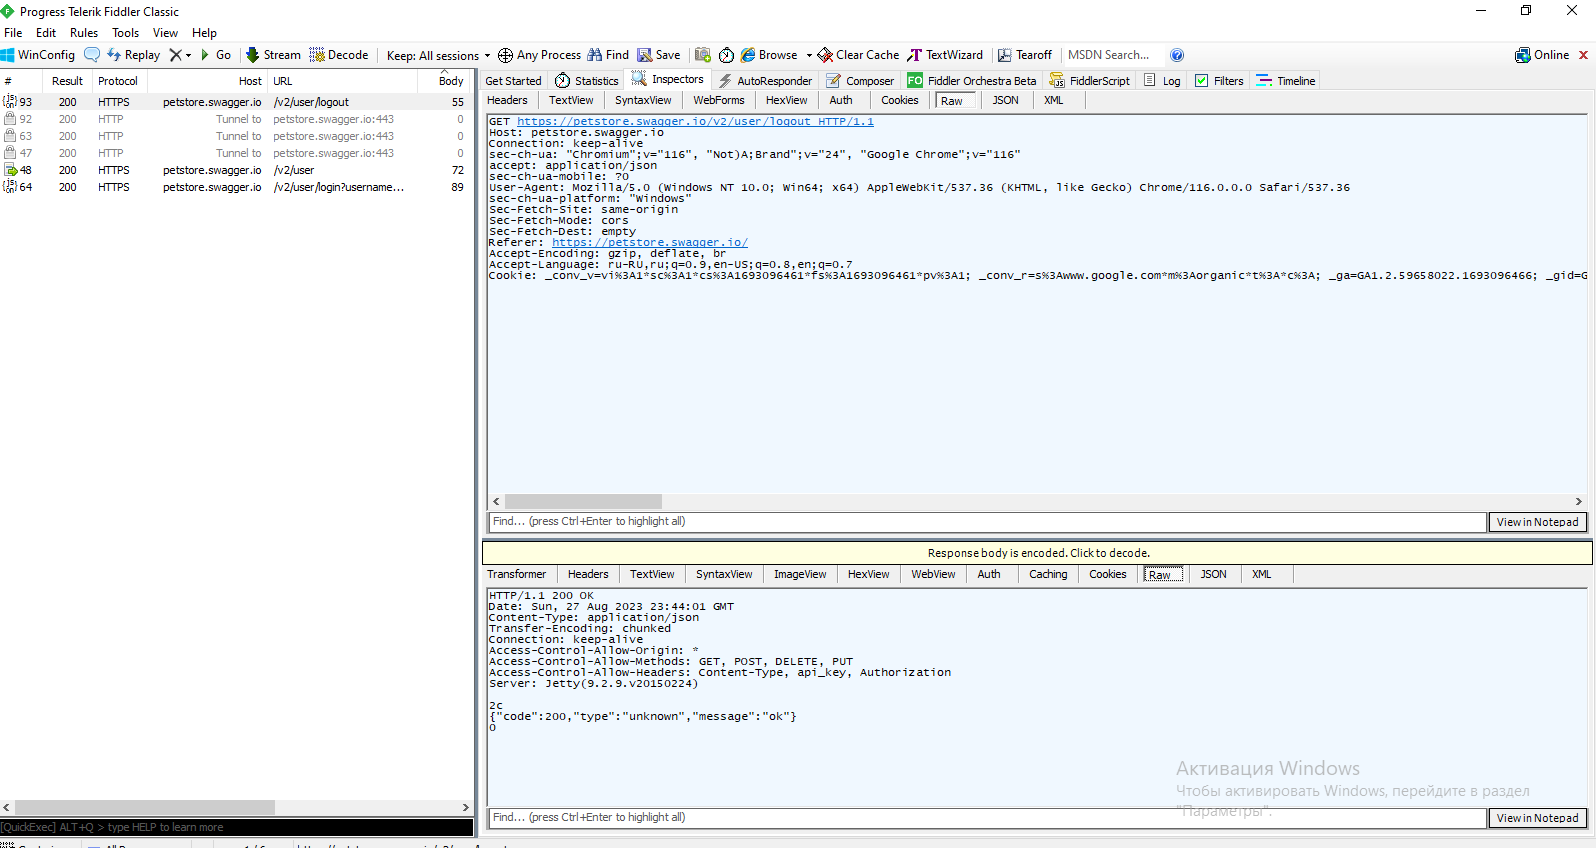 Progress Telerik Fiddler Classic
File Edit Rules Tools View Help
WinConfig Replay Go Stream Decode Keep: All sessions Any Process Find Save Browse Clear Cache TextWizard Tearoff MSDN Search... Online
# Result Protocol Host URL Body
93 200 HTTPS petstore.swagger.io /v2/user/logout 55
92 200 HTTP Tunnel to petstore.swagger.io:443 0
63 200 HTTP Tunnel to petstore.swagger.io:443 0
47 200 HTTP Tunnel to petstore.swagger.io:443 0
48 200 HTTPS petstore.swagger.io /v2/user 72
64 200 HTTPS petstore.swagger.io /v2/user/login?username... 89
[QuickExec] ALT+Q > type HELP to learn more
Get Started Statistics Inspectors AutoResponder Composer FO Fiddler Orchestra Beta FiddlerScript Log Filters Timeline
Headers TextView SyntaxView WebForms HexView Auth Cookies Raw JSON XML
GET https://petstore.swagger.io/v2/user/logout HTTP/1.1
Host: petstore.swagger.io
Connection: keep-alive
sec-ch-ua: "Chromium";v="116", "Not)A;Brand";v="24", "Google Chrome";v="116"
accept: application/json
sec-ch-ua-mobile: ?0
User-Agent: Mozilla/5.0 (Windows NT 10.0; Win64; x64) AppleWebKit/537.36 (KHTML, like Gecko) Chrome/116.0.0.0 Safari/537.36
sec-ch-ua-platform: "Windows"
Sec-Fetch-Site: same-origin
Sec-Fetch-Mode: cors
Sec-Fetch-Dest: empty
Referer: https://petstore.swagger.io/
Accept-Encoding: gzip, deflate, br
Accept-Language: ru-RU,ru;q=0.9,en-US;q=0.8,en;q=0.7
Cookie: _conv_v=vi%3A1*sc%3A1*cs%3A1693096461*fs%3A1693096461*pv%3A1; _conv_r=s%3Awww.google.com*m%3Aorganic*t%3A*c%3A; _ga=GA1.2.59658022.1693096466; _gid=G
Find... (press Ctrl+Enter to highlight all) View in Notepad
Response body is encoded. Click to decode.
Transformer Headers TextView SyntaxView ImageView HexView WebView Auth Caching Cookies Raw JSON XML
HTTP/1.1 200 OK
Date: Sun, 27 Aug 2023 23:44:01 GMT
Content-Type: application/json
Transfer-Encoding: chunked
Connection: keep-alive
Access-Control-Allow-Origin: *
Access-Control-Allow-Methods: GET, POST, DELETE, PUT
Access-Control-Allow-Headers: Content-Type, api_key, Authorization
Server: Jetty(9.2.9.v20150224)
2c
{"code":200,"type":"unknown","message":"ok"}
0
Активация Windows
Чтобы активировать Windows, перейдите в раздел
"Параметры".
Find... (press Ctrl+Enter to highlight all) View in Notepad